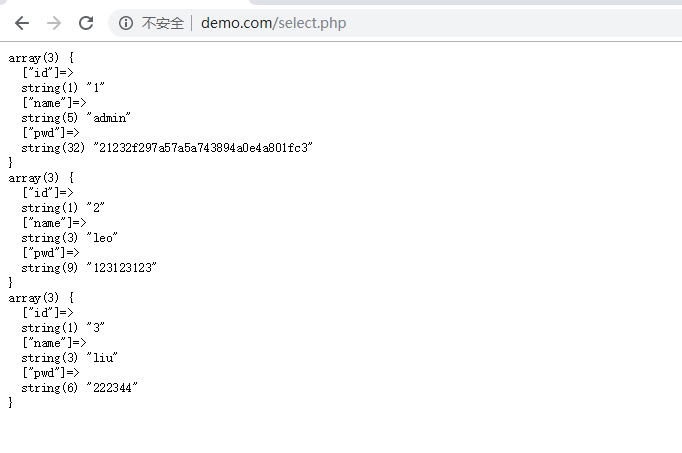 不安全 | demo.com/select.php
array(3) {
  ["id"]=>
  string(1) "1"
  ["name"]=>
  string(5) "admin"
  ["pwd"]=>
  string(32) "21232f297a57a5a743894a0e4a801fc3"
}
array(3) {
  ["id"]=>
  string(1) "2"
  ["name"]=>
  string(3) "leo"
  ["pwd"]=>
  string(9) "123123123"
}
array(3) {
  ["id"]=>
  string(1) "3"
  ["name"]=>
  string(3) "liu"
  ["pwd"]=>
  string(6) "222344"
}